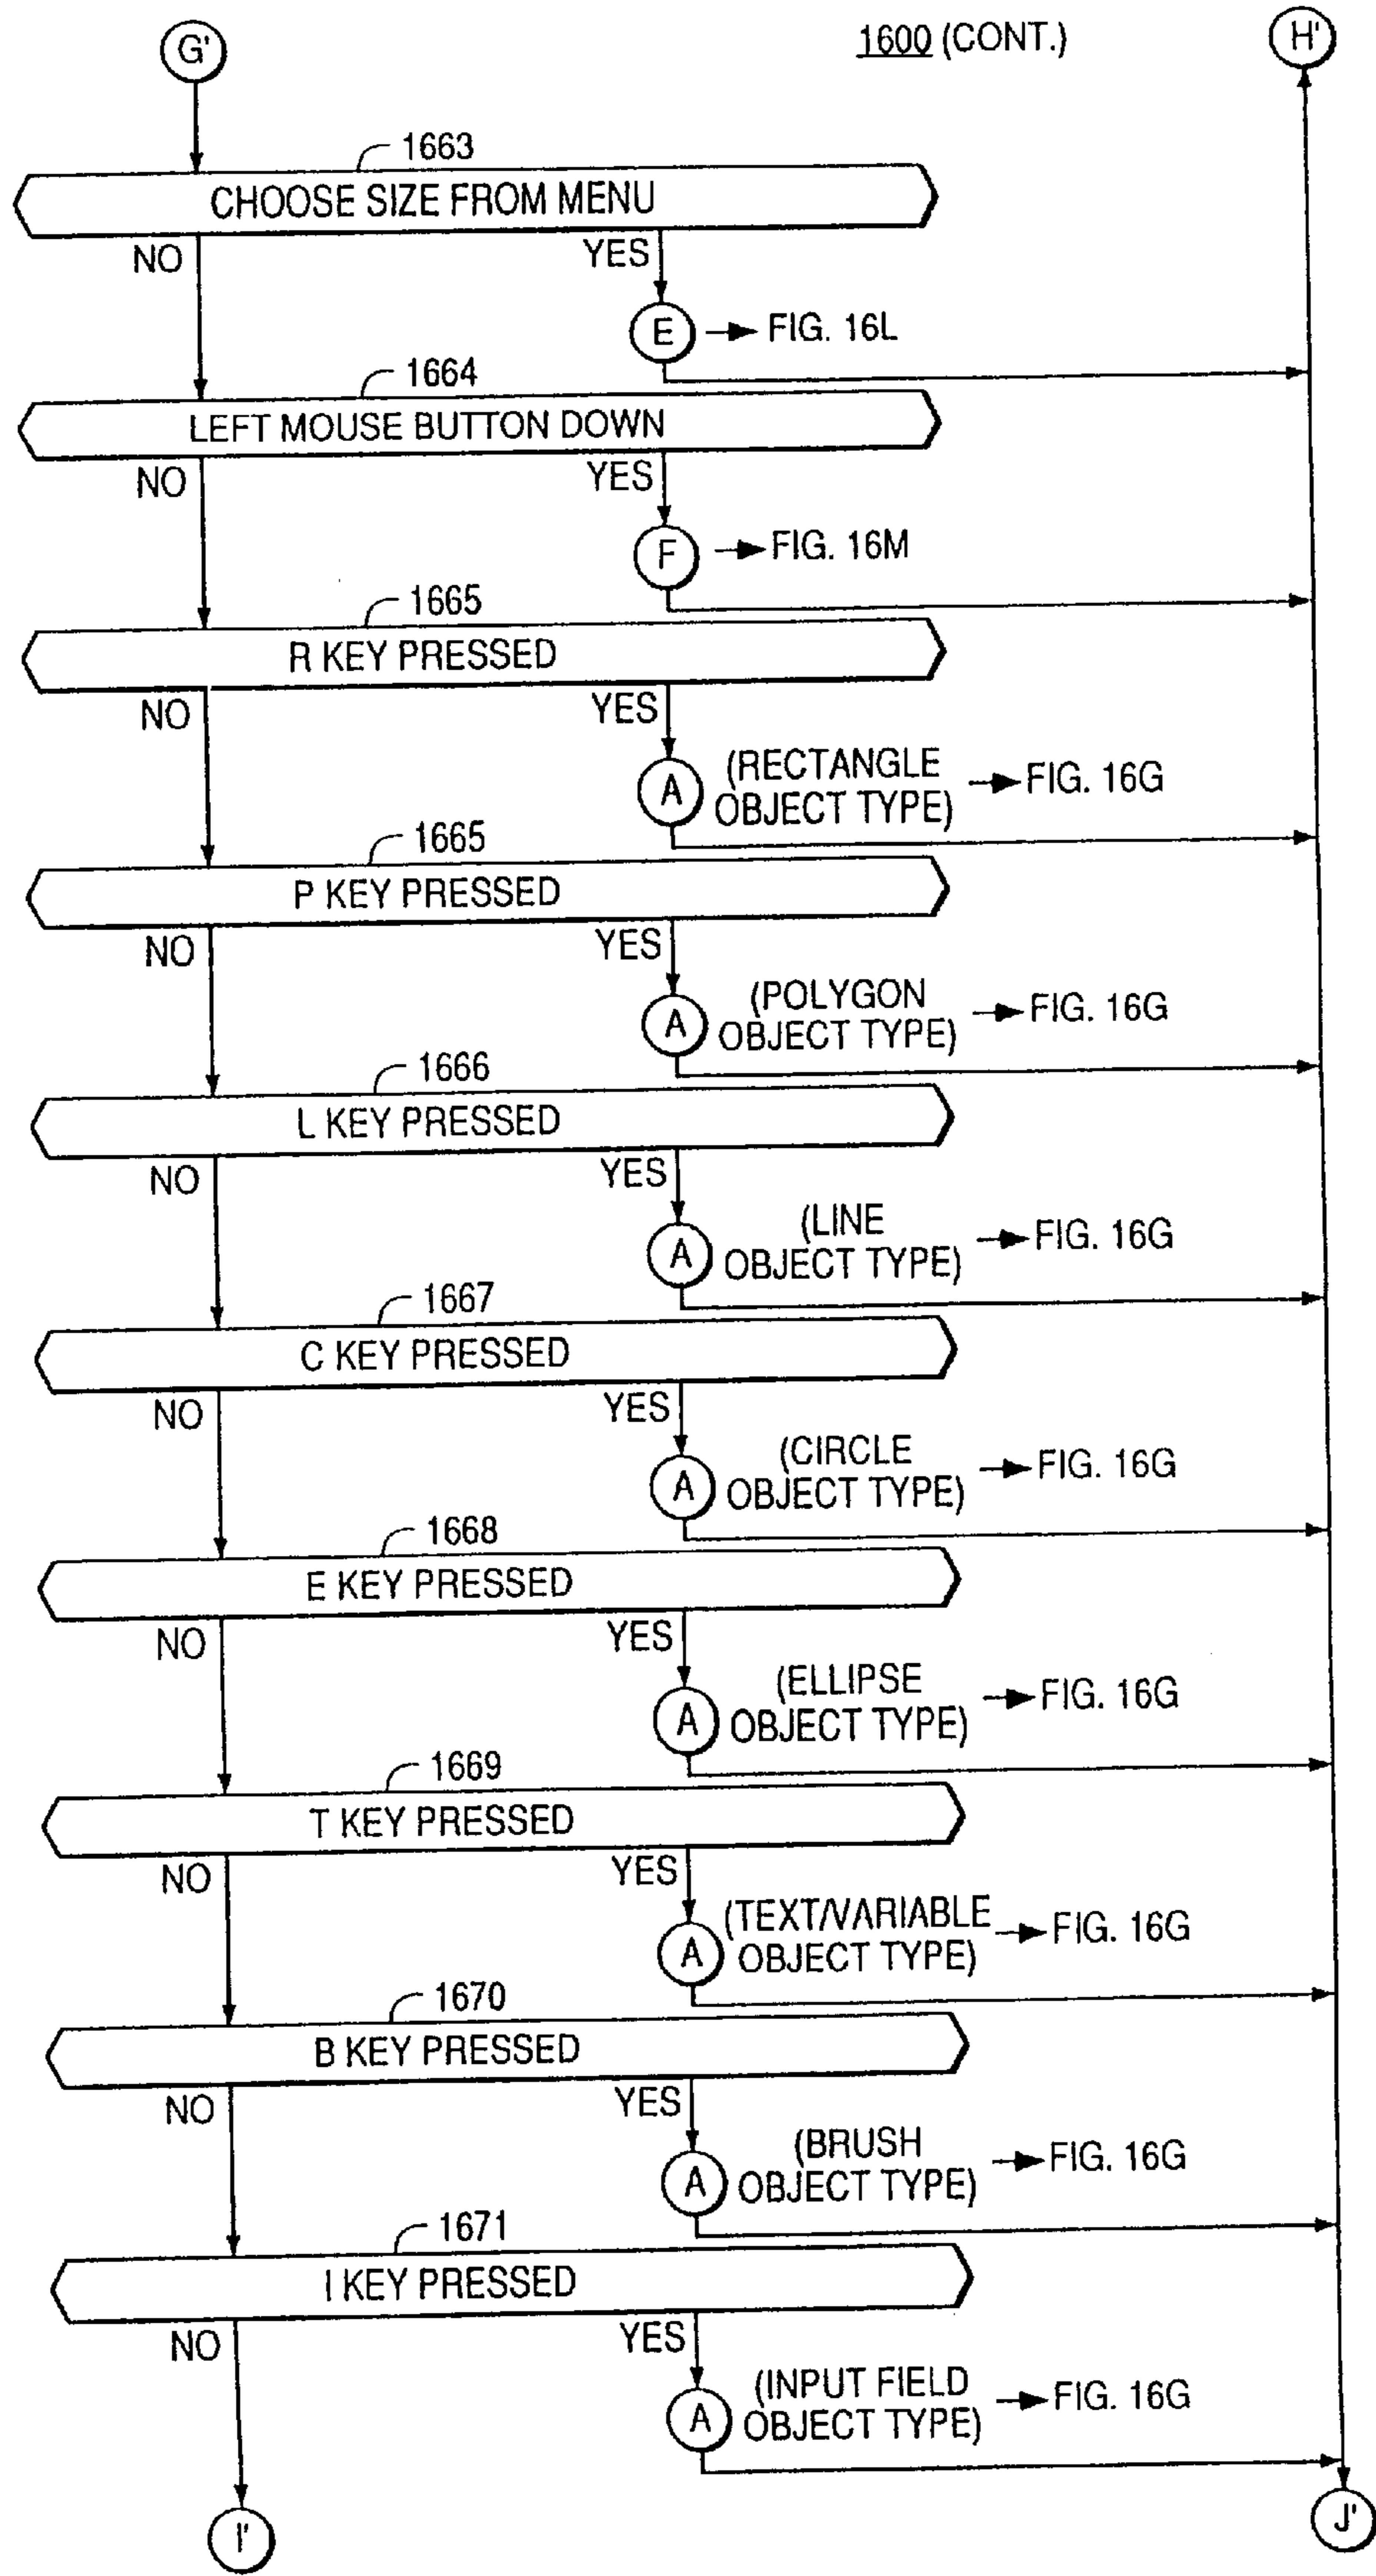 G'
1600 (CONT.)
H'
1663
CHOOSE SIZE FROM MENU
NO
YES
E
FIG. 16L
1664
LEFT MOUSE BUTTON DOWN
NO
YES
F
FIG. 16M
1665
R KEY PRESSED
NO
YES
A
(RECTANGLE
OBJECT TYPE)
FIG. 16G
1665
P KEY PRESSED
NO
YES
A
(POLYGON
OBJECT TYPE)
FIG. 16G
1666
L KEY PRESSED
NO
YES
A
(LINE
OBJECT TYPE)
FIG. 16G
1667
C KEY PRESSED
NO
YES
A
(CIRCLE
OBJECT TYPE)
FIG. 16G
1668
E KEY PRESSED
NO
YES
A
(ELLIPSE
OBJECT TYPE)
FIG. 16G
1669
T KEY PRESSED
NO
YES
A
(TEXT/VARIABLE
OBJECT TYPE)
FIG. 16G
1670
B KEY PRESSED
NO
YES
A
(BRUSH
OBJECT TYPE)
FIG. 16G
1671
I KEY PRESSED
NO
YES
A
(INPUT FIELD
OBJECT TYPE)
FIG. 16G
I'
J'